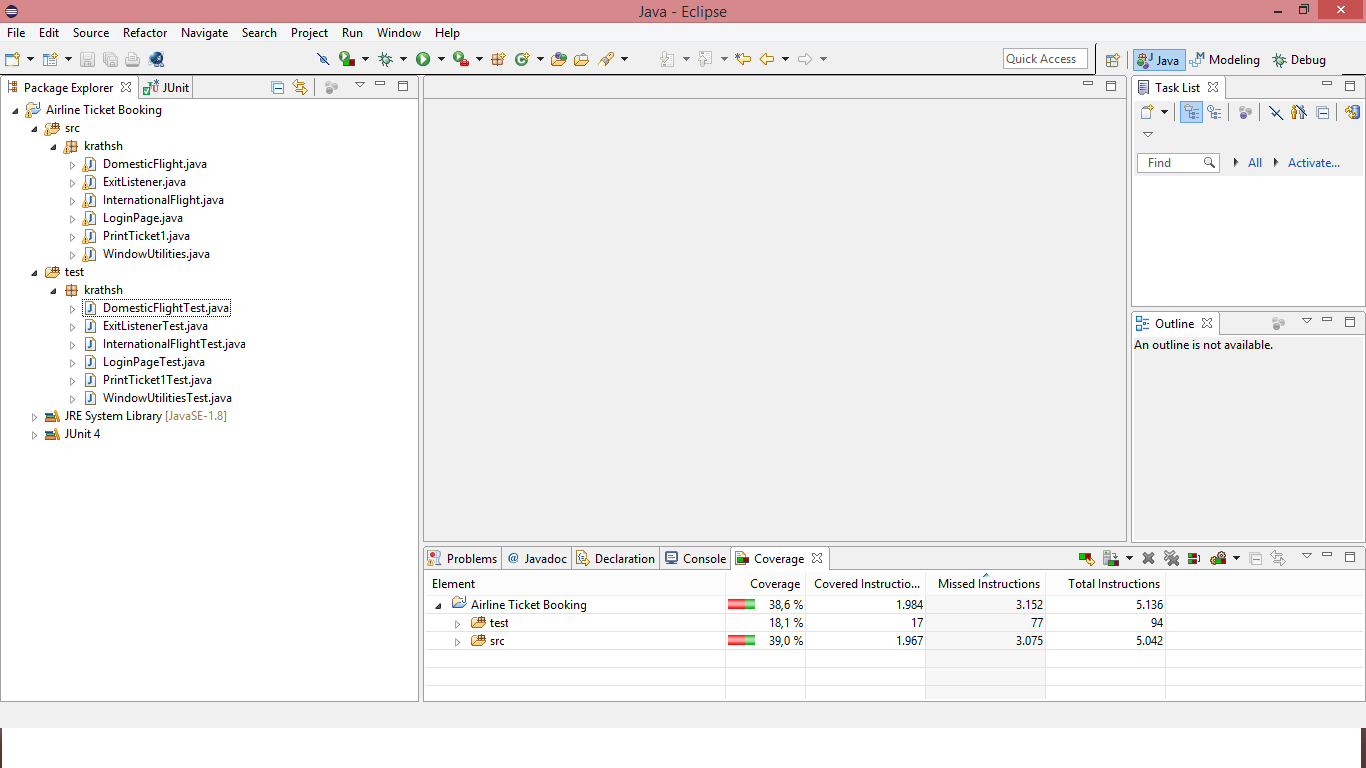 Java - Eclipse
File Edit Source Refactor Navigate Search Project Run Window Help
Quick Access
Java Modeling Debug
Package Explorer JUnit
Airline Ticket Booking
src
krathsh
DomesticFlight.java
ExitListener.java
InternationalFlight.java
LoginPage.java
PrintTicket1.java
WindowUtilities.java
test
krathsh
DomesticFlightTest.java
ExitListenerTest.java
InternationalFlightTest.java
LoginPageTest.java
PrintTicket1Test.java
WindowUtilitiesTest.java
JRE System Library [JavaSE-1.8]
JUnit 4
Task List
Find All Activate...
Outline
An outline is not available.
Problems @ Javadoc Declaration Console Coverage
Element Coverage Covered Instructio... Missed Instructions Total Instructions
Airline Ticket Booking 38,6 % 1.984 3.152 5.136
test 18,1 % 17 77 94
src 39,0 % 1.967 3.075 5.042